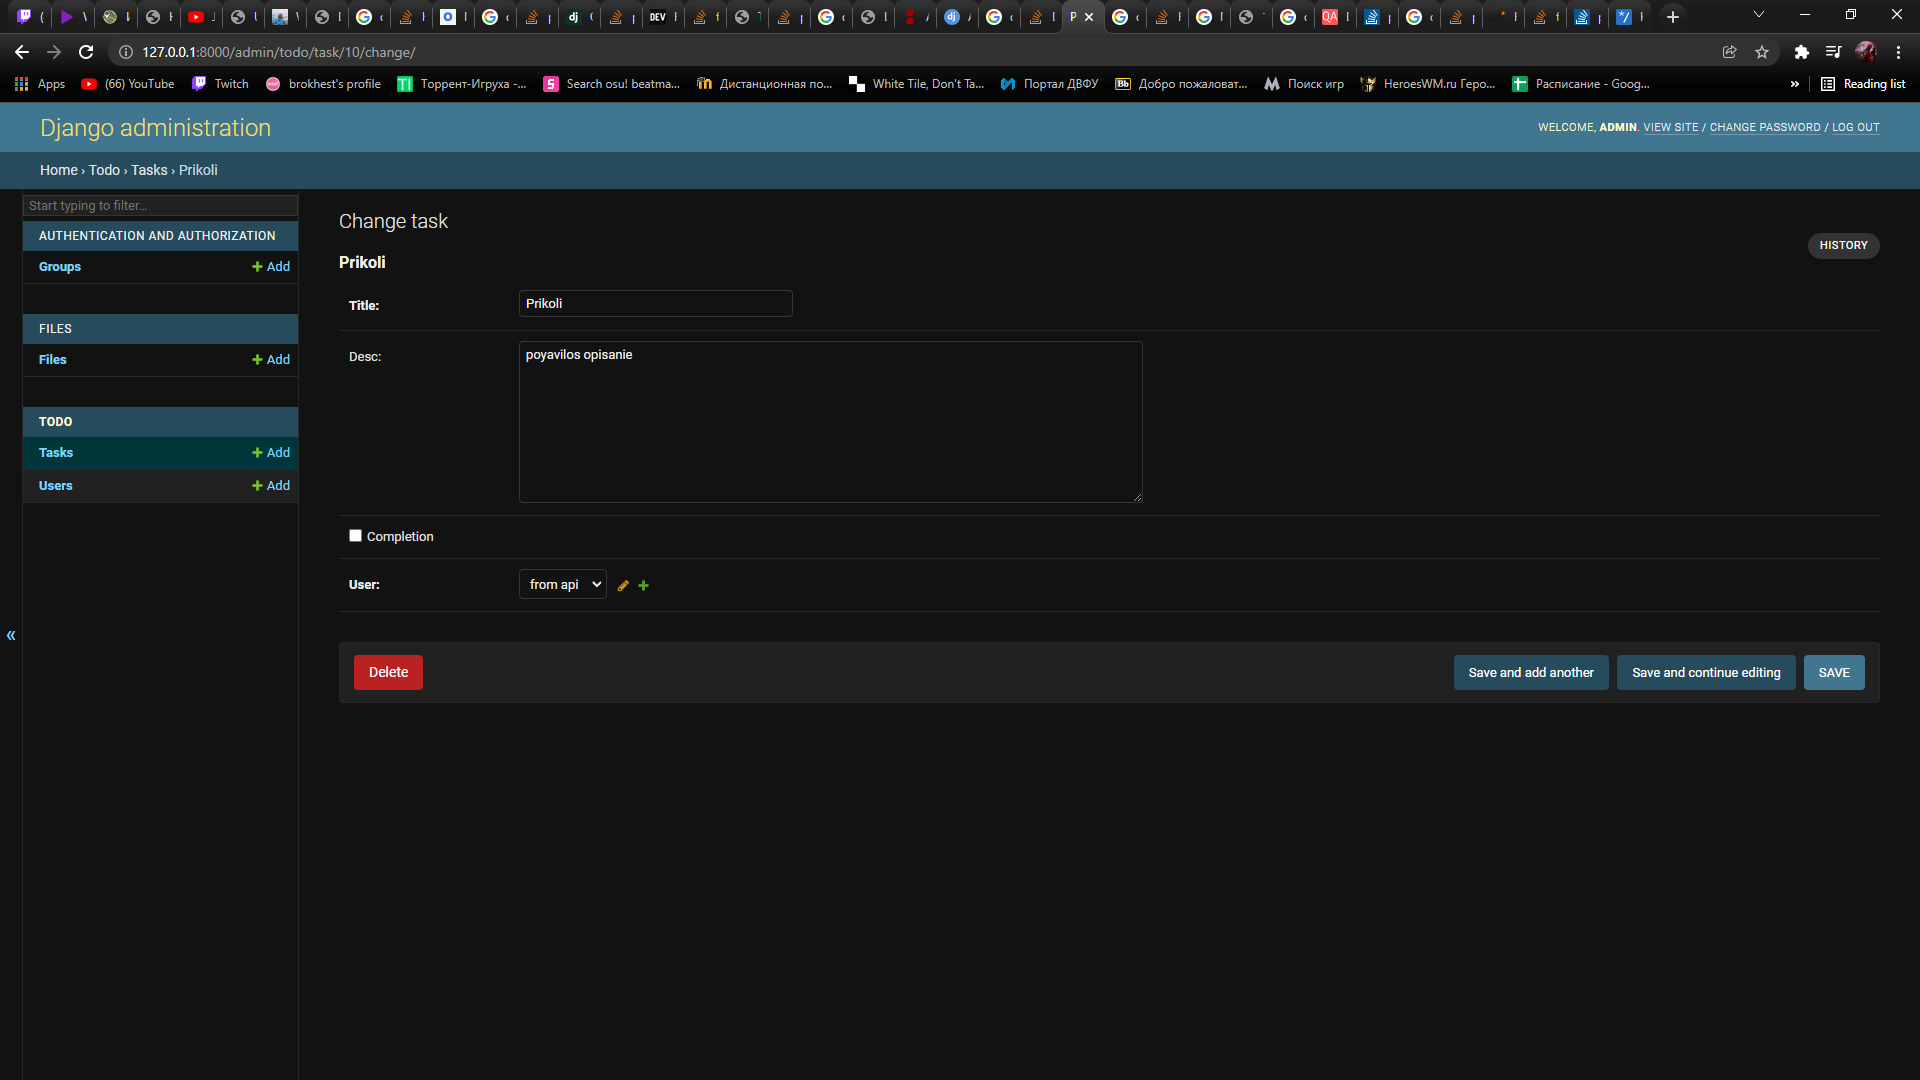 127.0.0.1:8000/admin/todo/task/10/change/
Apps (66) YouTube Twitch brokhest's profile Торрент-Игруха -... Search osu! beatma... Дистанционная по... White Tile, Don't Ta... Портал ДВФУ Добро пожаловат... Поиск игр HeroesWM.ru Геро... Расписание - Goog... » Reading list
Django administration
WELCOME, ADMIN. VIEW SITE / CHANGE PASSWORD / LOG OUT
Home › Todo › Tasks › Prikoli
Start typing to filter...
AUTHENTICATION AND AUTHORIZATION
Groups + Add
FILES
Files + Add
TODO
Tasks + Add
Users + Add
«
Change task
HISTORY
Prikoli
Title: Prikoli
Desc: poyavilos opisanie
Completion
User: from api
Delete
Save and add another
Save and continue editing
SAVE